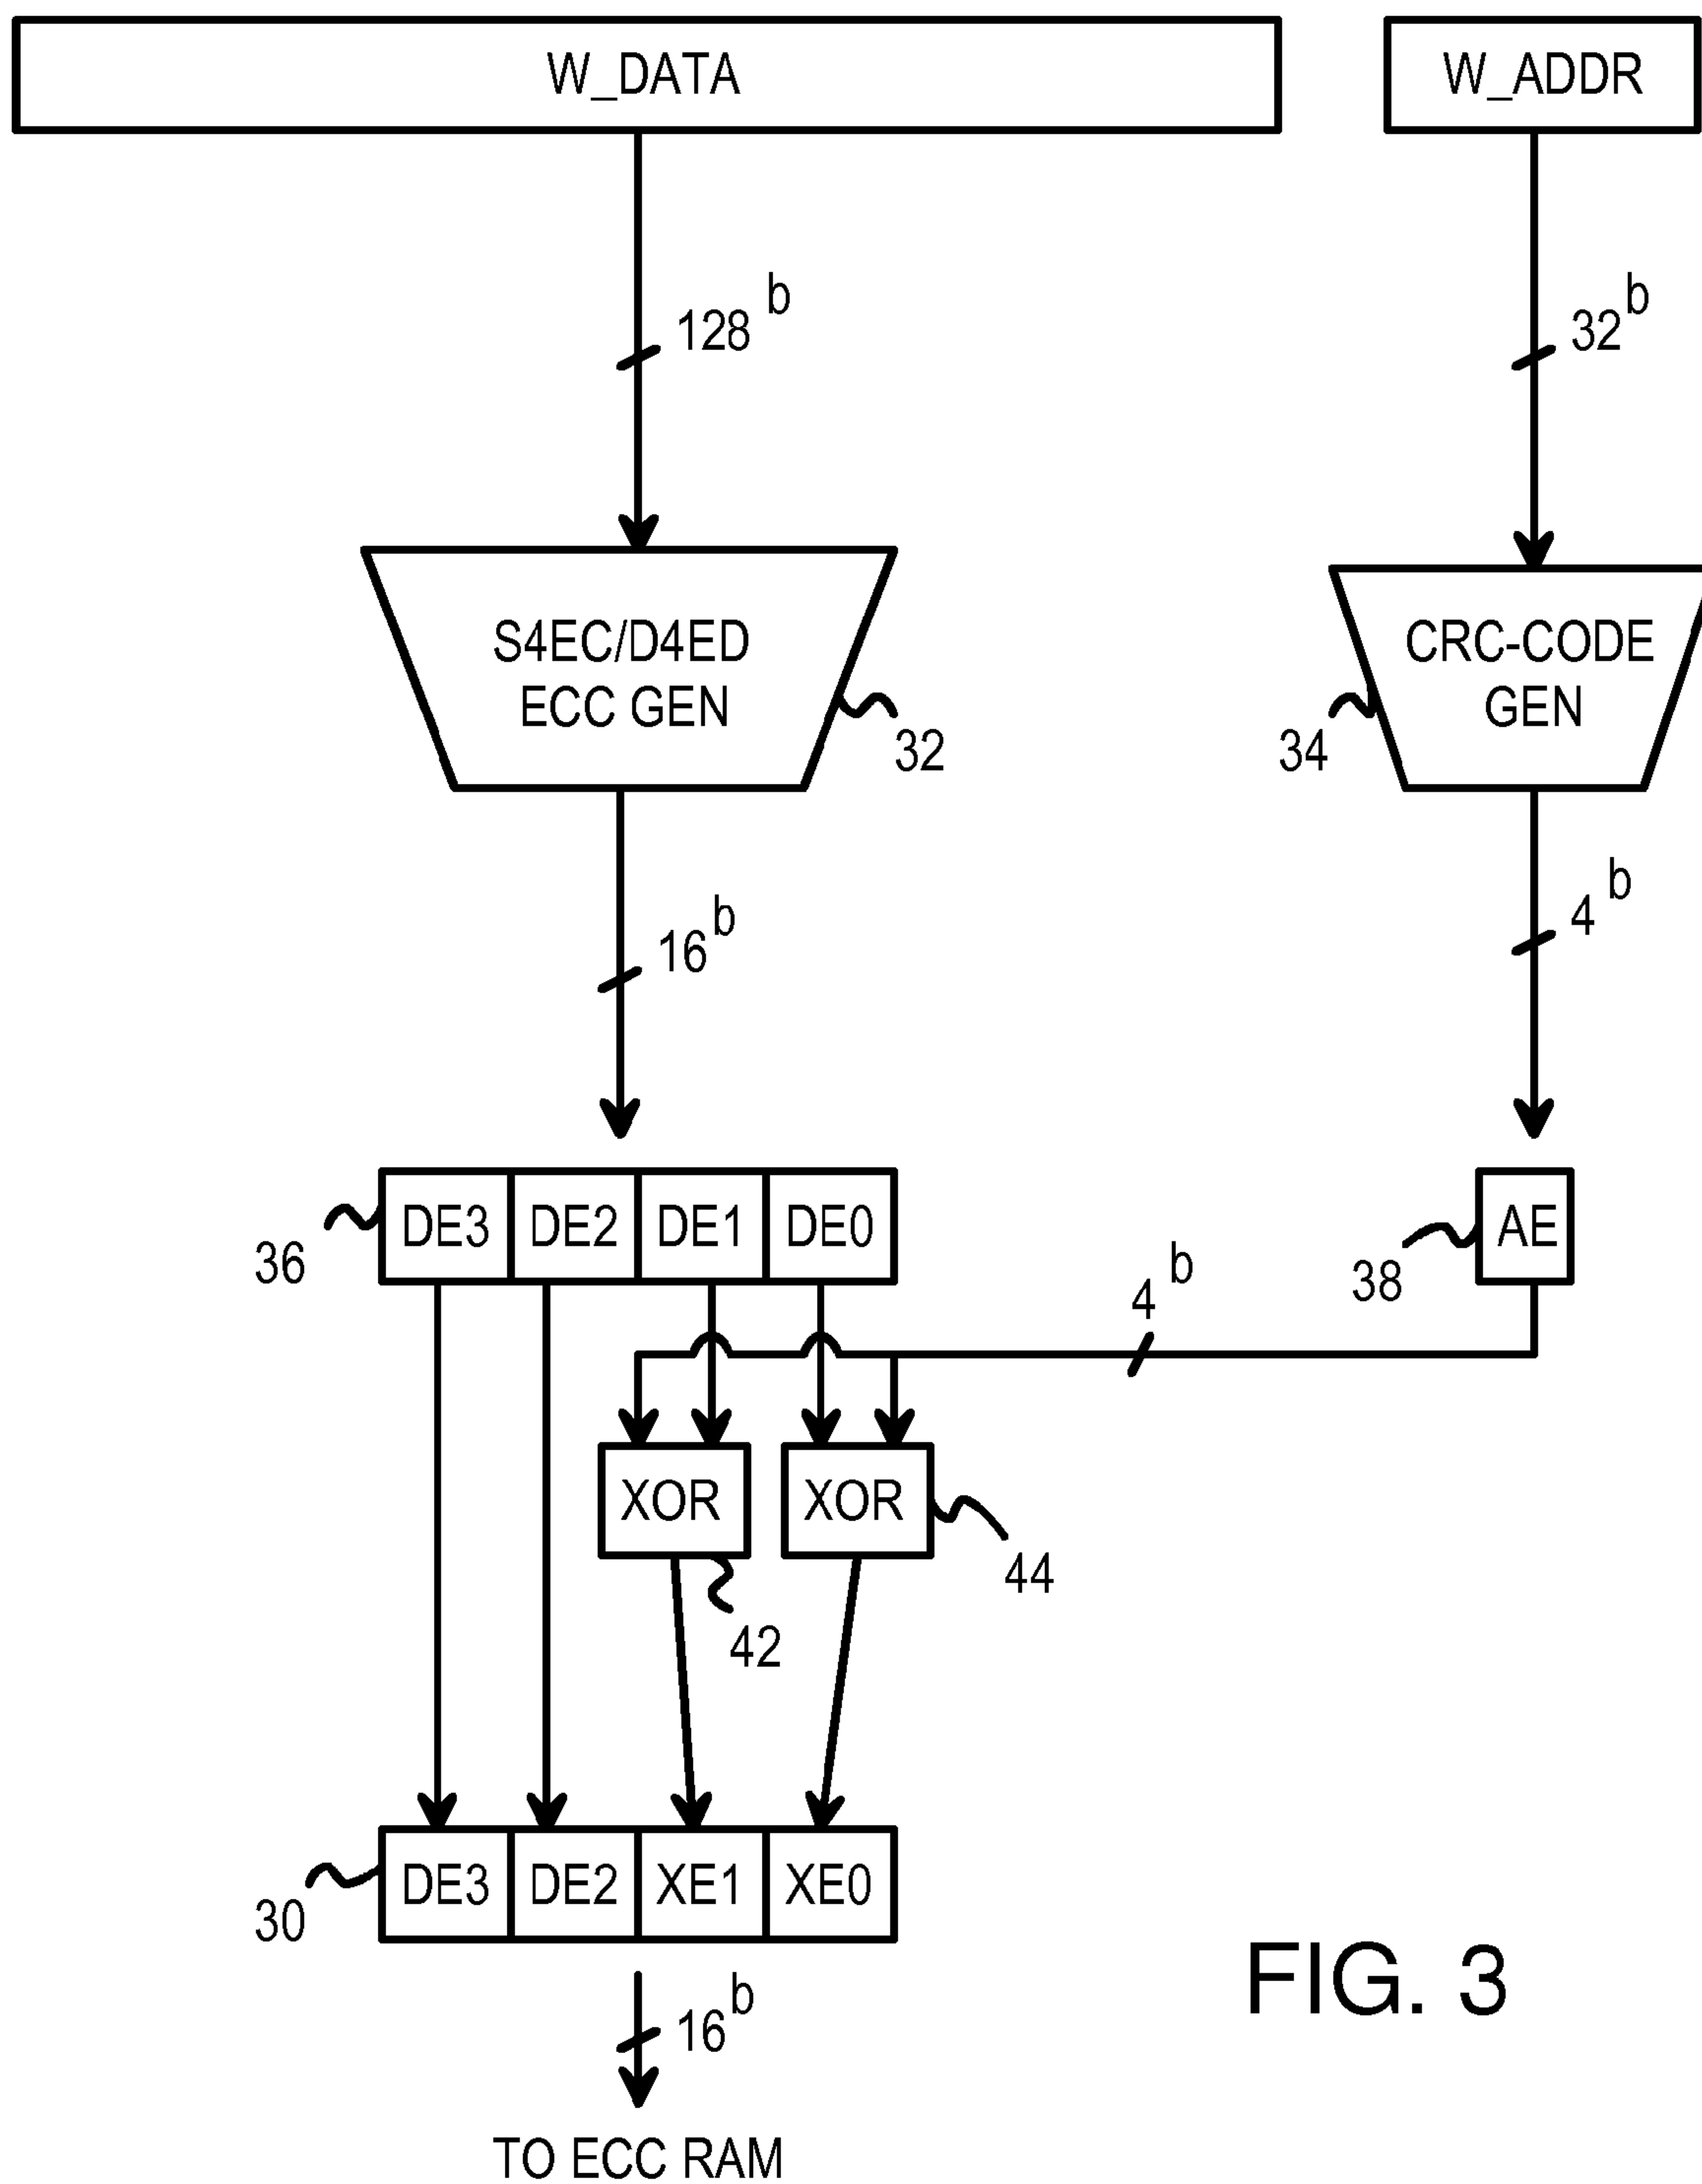 W_DATA
W_ADDR
128 b
32 b
S4EC/D4ED
ECC GEN
32
CRC-CODE
GEN
34
16 b
4 b
DE3 DE2 DE1 DE0
36
AE
38
4 b
XOR
XOR
42
44
DE3 DE2 XE1 XE0
30
16 b
TO ECC RAM
FIG. 3